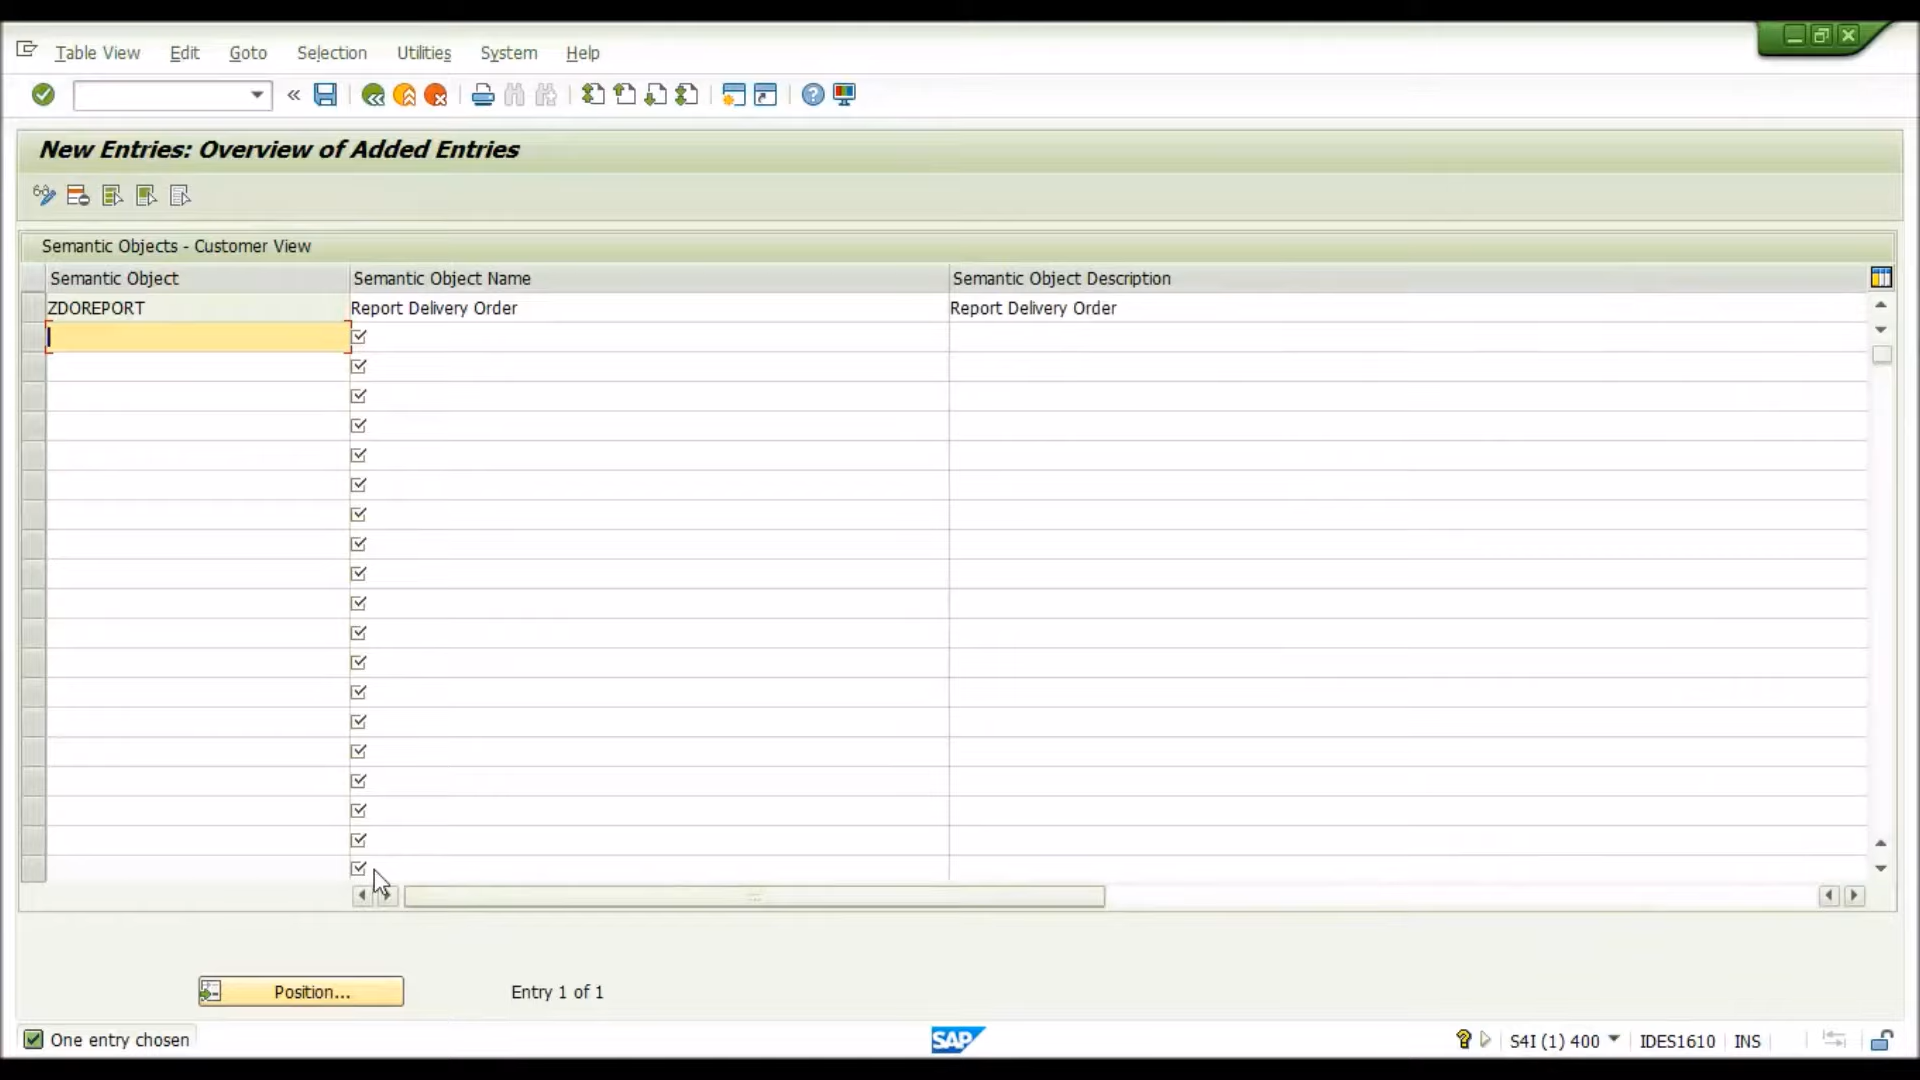 Table View Edit Goto Selection Utilities System Help
New Entries: Overview of Added Entries
Semantic Objects - Customer View
Semantic Object Semantic Object Name Semantic Object Description
ZDOREPORT Report Delivery Order Report Delivery Order
Position... Entry 1 of 1
One entry chosen SAP S4I (1) 400 IDES1610 INS